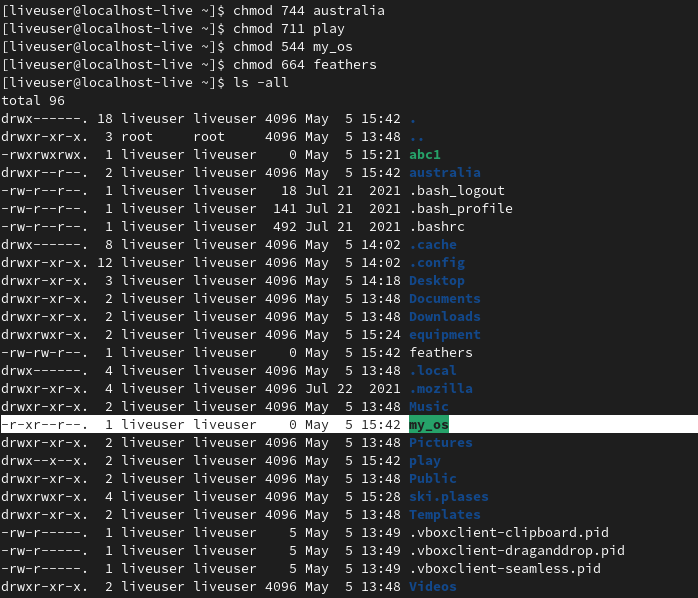 [liveuser@localhost-live ~]$ chmod 744 australia
[liveuser@localhost-live ~]$ chmod 711 play
[liveuser@localhost-live ~]$ chmod 544 my_os
[liveuser@localhost-live ~]$ chmod 664 feathers
[liveuser@localhost-live ~]$ ls -all
total 96
drwx------. 18 liveuser liveuser 4096 May  5 15:42 .
drwxr-xr-x.  3 root     root     4096 May  5 13:48 ..
-rwxrwxrwx.  1 liveuser liveuser    0 May  5 15:21 abc1
drwxr--r--.  2 liveuser liveuser 4096 May  5 15:42 australia
-rw-r--r--.  1 liveuser liveuser   18 Jul 21  2021 .bash_logout
-rw-r--r--.  1 liveuser liveuser  141 Jul 21  2021 .bash_profile
-rw-r--r--.  1 liveuser liveuser  492 Jul 21  2021 .bashrc
drwx------.  8 liveuser liveuser 4096 May  5 14:02 .cache
drwxr-xr-x. 12 liveuser liveuser 4096 May  5 14:02 .config
drwxr-xr-x.  3 liveuser liveuser 4096 May  5 14:18 Desktop
drwxr-xr-x.  2 liveuser liveuser 4096 May  5 13:48 Documents
drwxr-xr-x.  2 liveuser liveuser 4096 May  5 13:48 Downloads
drwxrwxr-x.  2 liveuser liveuser 4096 May  5 15:24 equipment
-rw-rw-r--.  1 liveuser liveuser    0 May  5 15:42 feathers
drwx------.  4 liveuser liveuser 4096 May  5 13:48 .local
drwxr-xr-x.  4 liveuser liveuser 4096 Jul 22  2021 .mozilla
drwxr-xr-x.  2 liveuser liveuser 4096 May  5 13:48 Music
-r-xr--r--.  1 liveuser liveuser    0 May  5 15:42 my_os
drwxr-xr-x.  2 liveuser liveuser 4096 May  5 13:48 Pictures
drwx--x--x.  2 liveuser liveuser 4096 May  5 15:42 play
drwxr-xr-x.  2 liveuser liveuser 4096 May  5 13:48 Public
drwxrwxr-x.  4 liveuser liveuser 4096 May  5 15:28 ski.plases
drwxr-xr-x.  2 liveuser liveuser 4096 May  5 13:48 Templates
-rw-r-----.  1 liveuser liveuser    5 May  5 13:49 .vboxclient-clipboard.pid
-rw-r-----.  1 liveuser liveuser    5 May  5 13:49 .vboxclient-draganddrop.pid
-rw-r-----.  1 liveuser liveuser    5 May  5 13:49 .vboxclient-seamless.pid
drwxr-xr-x.  2 liveuser liveuser 4096 May  5 13:48 Videos